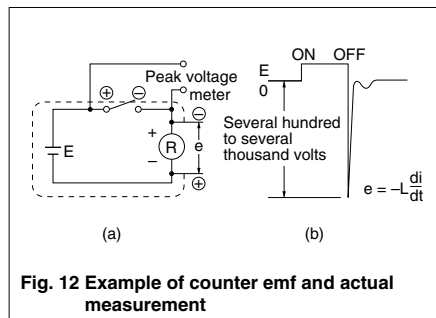 Peak voltage
meter
⊕ ⊖
⊖
E
+
R
−
e
⊕
(a)
ON OFF
E
0
Several hundred
to several
thousand volts
e = –L di/dt
(b)
Fig. 12 Example of counter emf and actual
measurement